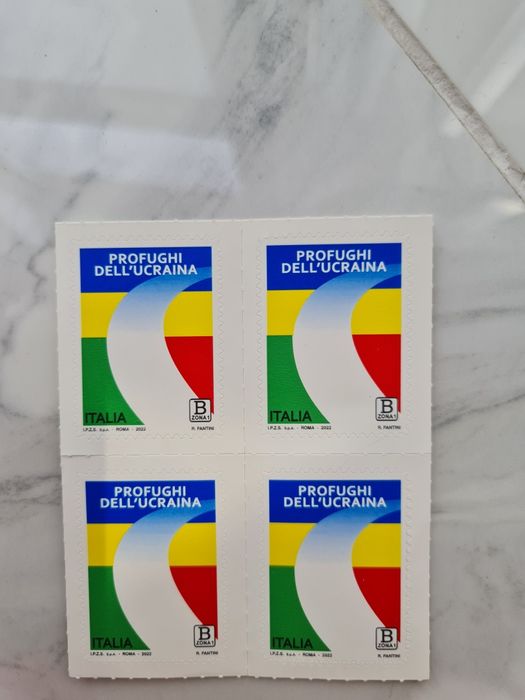 PROFUGHI
DELL'UCRAINA
ITALIA
B
ZONA 1
I.P.Z.S. S.p.A. - ROMA - 2022
R. FANTINI
PROFUGHI
DELL'UCRAINA
ITALIA
B
ZONA 1
I.P.Z.S. S.p.A. - ROMA - 2022
R. FANTINI
PROFUGHI
DELL'UCRAINA
ITALIA
B
ZONA 1
I.P.Z.S. S.p.A. - ROMA - 2022
R. FANTINI
PROFUGHI
DELL'UCRAINA
ITALIA
B
ZONA 1
I.P.Z.S. S.p.A. - ROMA - 2022
R. FANTINI